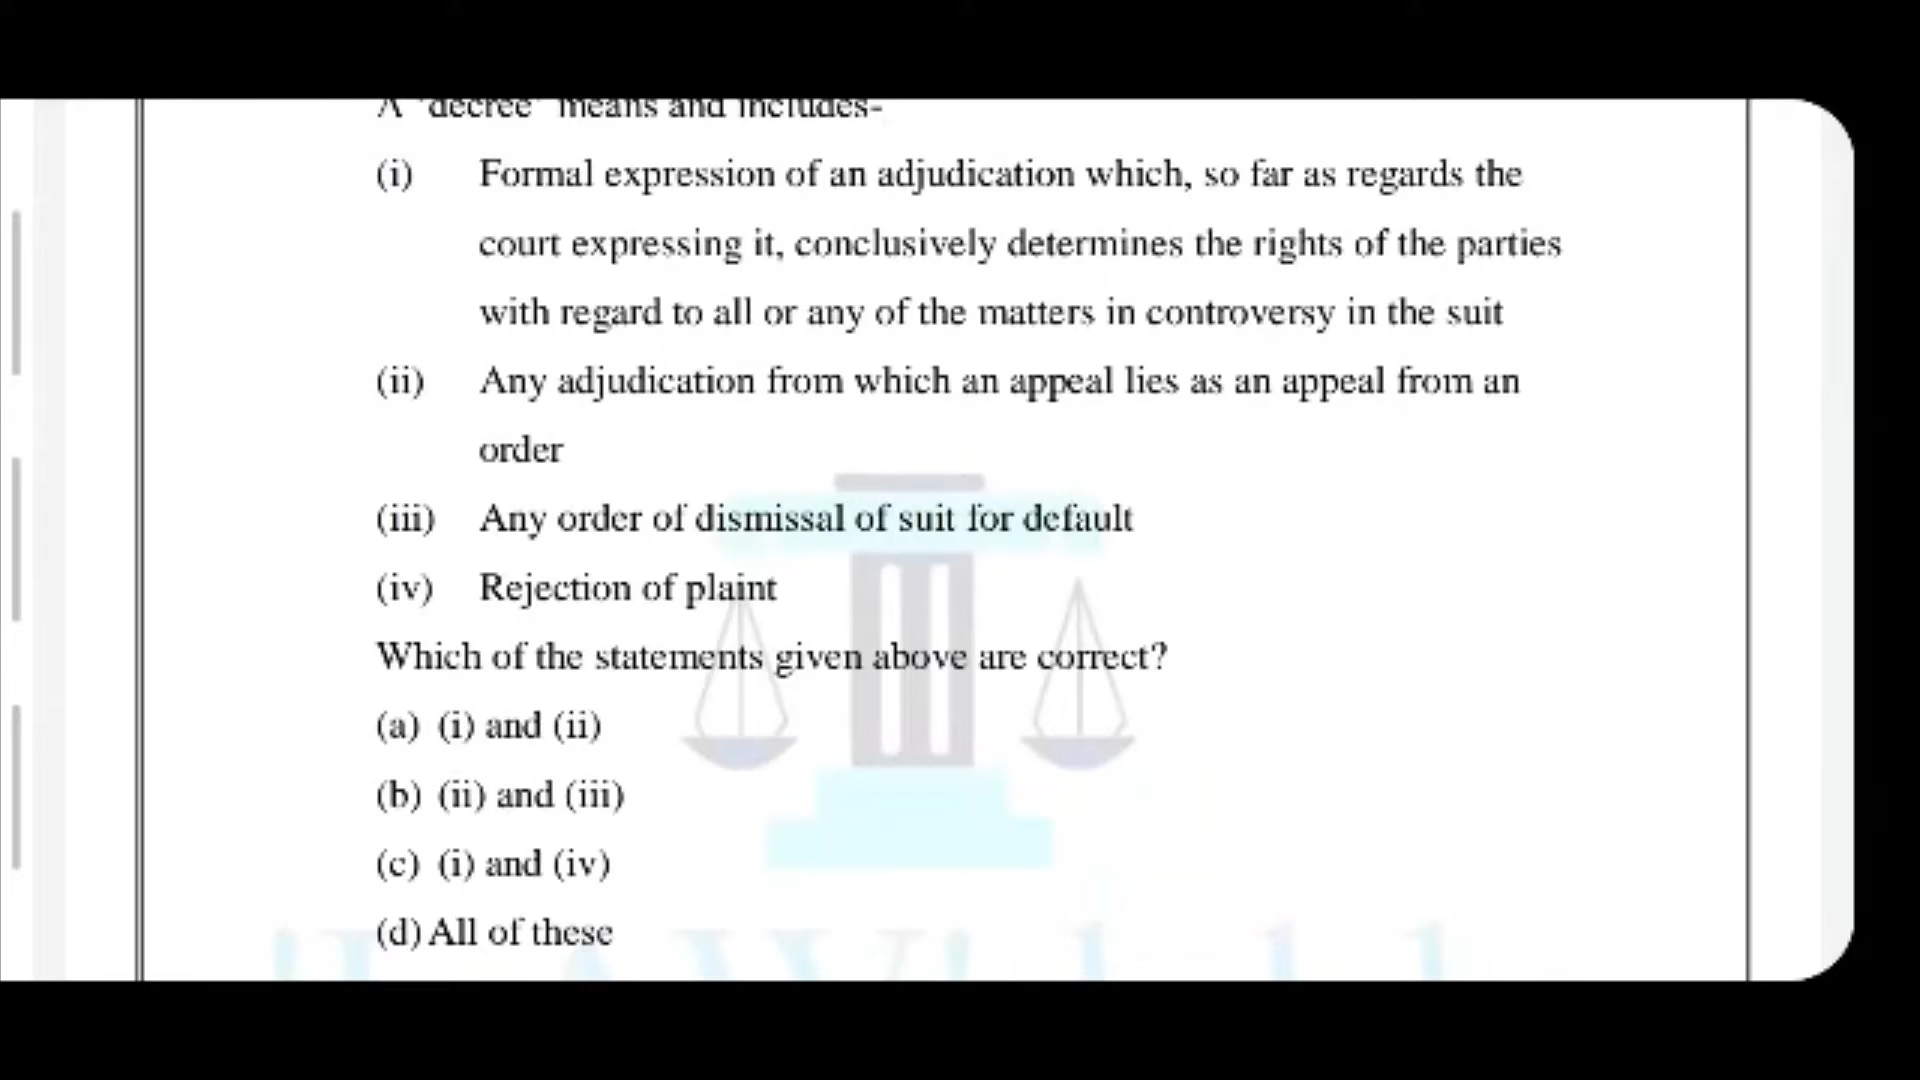 A 'decree' means and includes-
(i) Formal expression of an adjudication which, so far as regards the
court expressing it, conclusively determines the rights of the parties
with regard to all or any of the matters in controversy in the suit
(ii) Any adjudication from which an appeal lies as an appeal from an
order
(iii) Any order of dismissal of suit for default
(iv) Rejection of plaint
Which of the statements given above are correct?
(a) (i) and (ii)
(b) (ii) and (iii)
(c) (i) and (iv)
(d) All of these